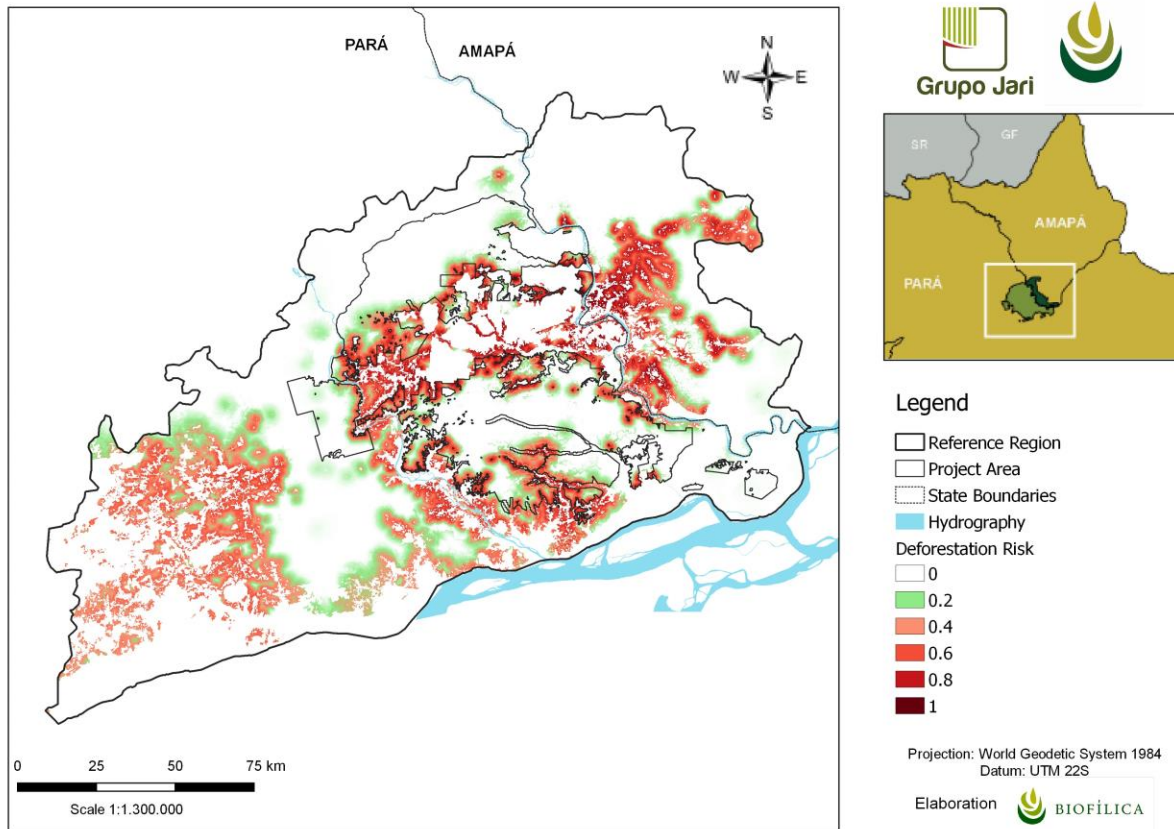 PARÁ
AMAPÁ
N
W
E
S
0
25
50
75 km
Scale 1:1.300.000
Grupo Jari
SR
GF
AMAPÁ
PARÁ
Legend
Reference Region
Project Area
State Boundaries
Hydrography
Deforestation Risk
0
0.2
0.4
0.6
0.8
1
Projection: World Geodetic System 1984
Datum: UTM 22S
Elaboration
BIOFÍLICA